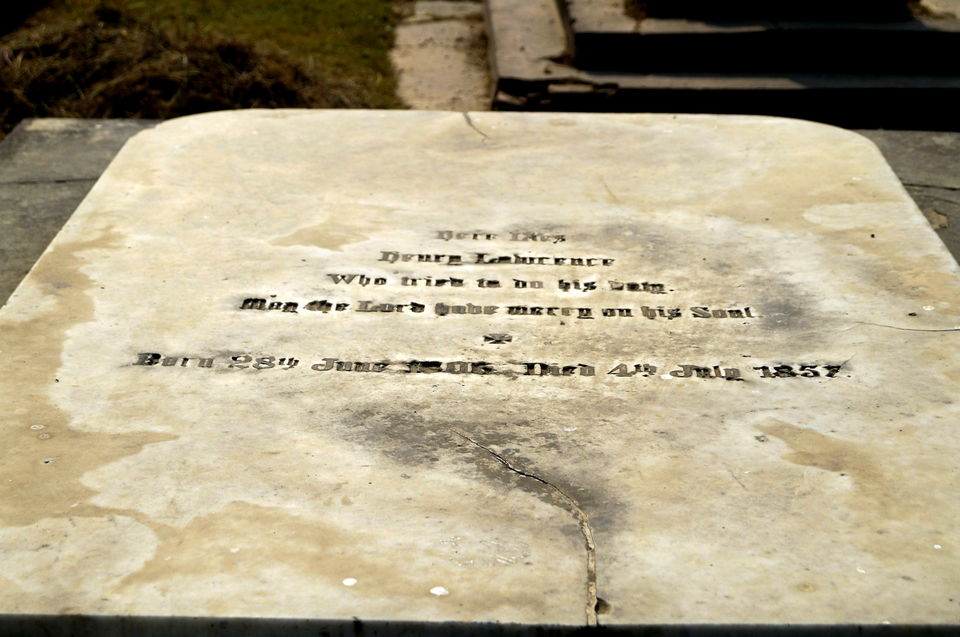 Here lies
Henry Lawrence
Who tried to do his duty.
May the Lord have mercy on his Soul.
Born 28th June 1806. Died 4th July 1857.